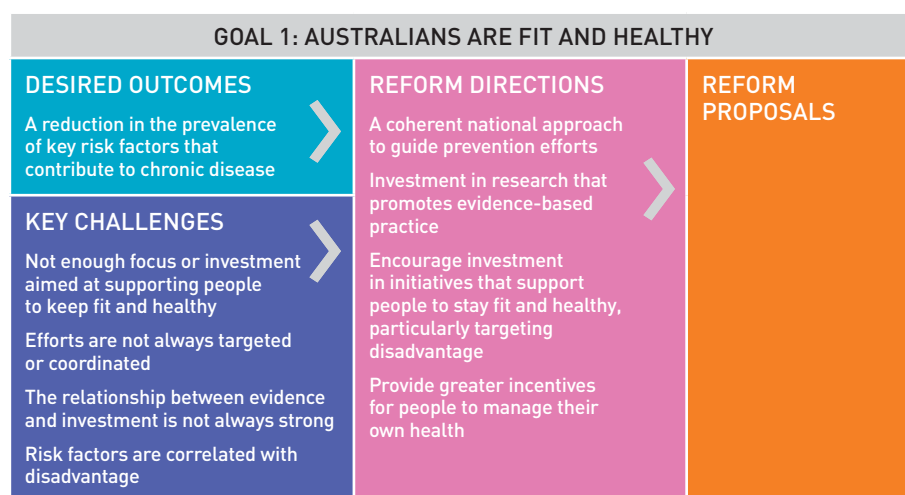 GOAL 1: AUSTRALIANS ARE FIT AND HEALTHY
DESIRED OUTCOMES
A reduction in the prevalence
of key risk factors that
contribute to chronic disease
KEY CHALLENGES
Not enough focus or investment
aimed at supporting people
to keep fit and healthy
Efforts are not always targeted
or coordinated
The relationship between evidence
and investment is not always strong
Risk factors are correlated with
disadvantage
REFORM DIRECTIONS
A coherent national approach
to guide prevention efforts
Investment in research that
promotes evidence-based
practice
Encourage investment
in initiatives that support
people to stay fit and healthy,
particularly targeting
disadvantage
Provide greater incentives
for people to manage their
own health
REFORM
PROPOSALS